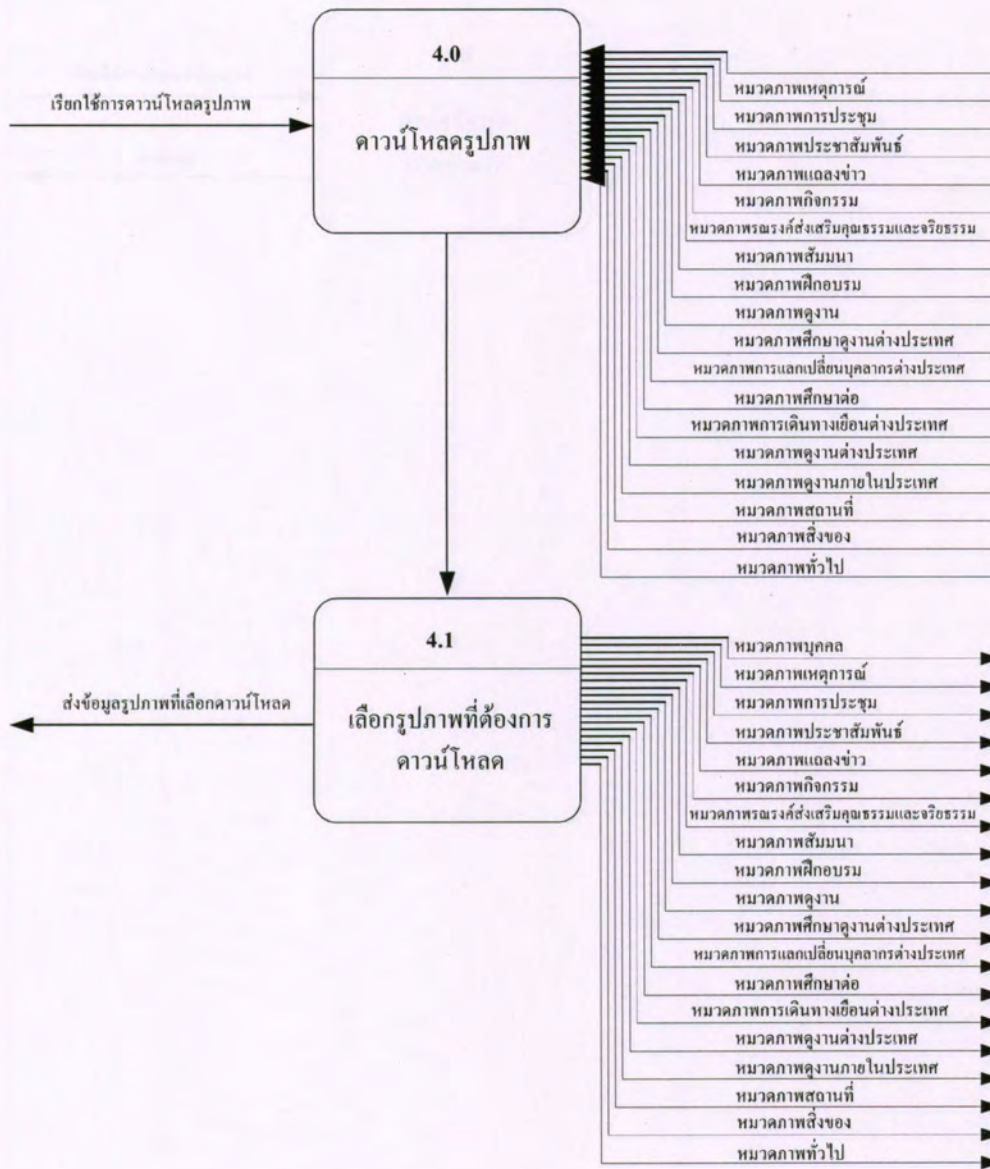 4.0
เรียกใช้การดาวน์โหลดรูปภาพ
ดาวน์โหลดรูปภาพ
หมวดภาพเหตุการณ์
หมวดภาพการประชุม
หมวดภาพประชาสัมพันธ์
หมวดภาพแถลงข่าว
หมวดภาพกิจกรรม
หมวดภาพรณรงค์ส่งเสริมคุณธรรมและจริยธรรม
หมวดภาพสัมมนา
หมวดภาพฝึกอบรม
หมวดภาพดูงาน
หมวดภาพศึกษาดูงานต่างประเทศ
หมวดภาพการแลกเปลี่ยนบุคลากรต่างประเทศ
หมวดภาพศึกษาต่อ
หมวดภาพการเดินทางเยือนต่างประเทศ
หมวดภาพดูงานต่างประเทศ
หมวดภาพดูงานภายในประเทศ
หมวดภาพสถานที่
หมวดภาพสิ่งของ
หมวดภาพทั่วไป
4.1
ส่งข้อมูลรูปภาพที่เลือกดาวน์โหลด
เลือกรูปภาพที่ต้องการ
ดาวน์โหลด
หมวดภาพบุคคล
หมวดภาพเหตุการณ์
หมวดภาพการประชุม
หมวดภาพประชาสัมพันธ์
หมวดภาพแถลงข่าว
หมวดภาพกิจกรรม
หมวดภาพรณรงค์ส่งเสริมคุณธรรมและจริยธรรม
หมวดภาพสัมมนา
หมวดภาพฝึกอบรม
หมวดภาพดูงาน
หมวดภาพศึกษาดูงานต่างประเทศ
หมวดภาพการแลกเปลี่ยนบุคลากรต่างประเทศ
หมวดภาพศึกษาต่อ
หมวดภาพการเดินทางเยือนต่างประเทศ
หมวดภาพดูงานต่างประเทศ
หมวดภาพดูงานภายในประเทศ
หมวดภาพสถานที่
หมวดภาพสิ่งของ
หมวดภาพทั่วไป